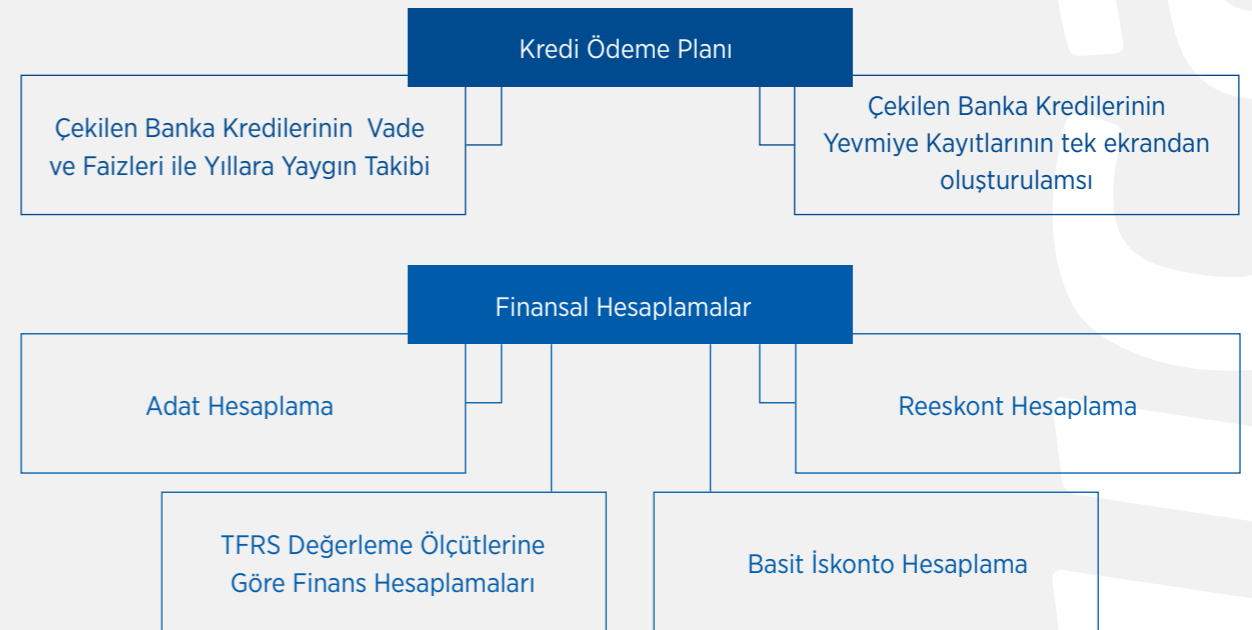 Kredi Ödeme Planı
Çekilen Banka Kredilerinin Vade
ve Faizleri ile Yıllara Yaygın Takibi
Çekilen Banka Kredilerinin
Yevmiye Kayıtlarının tek ekrandan
oluşturulamsı
Finansal Hesaplamalar
Adat Hesaplama
Reeskont Hesaplama
TFRS Değerleme Ölçütlerine
Göre Finans Hesaplamaları
Basit İskonto Hesaplama